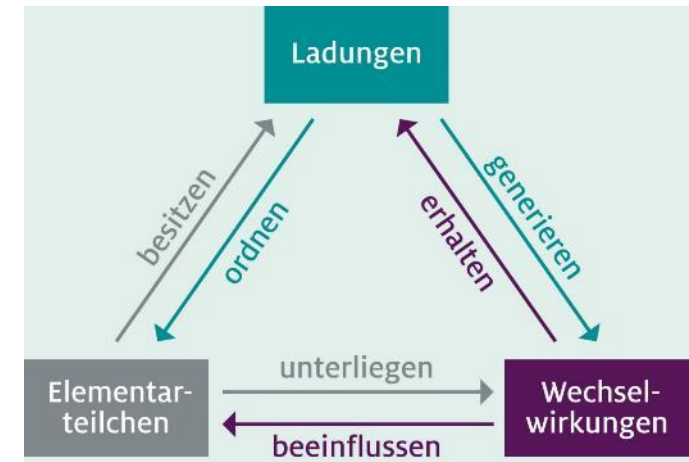 Ladungen
besitzen
ordnen
erhalten
generieren
unterliegen
Elementar-
teilchen
Wechsel-
wirkungen
beeinflussen